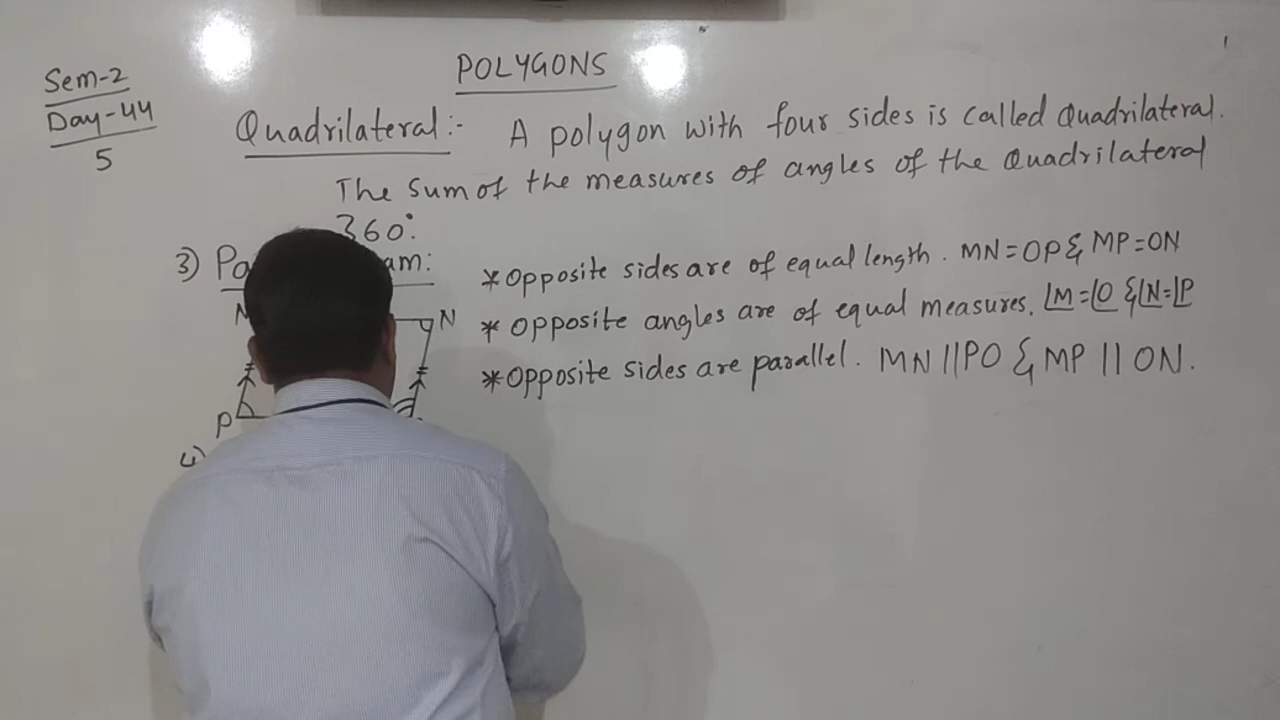 POLYGONS
Sem-2
Day-44
5
Quadrilateral:- A polygon with four sides is called Quadrilateral.
The sum of the measures of angles of the Quadrilateral
360°.
3)
* Opposite sides are of equal length. MN=OP & MP=ON
* Opposite angles are of equal measures. ∠M=∠O & ∠N=∠P
* Opposite sides are parallel. MN||PO & MP||ON.
N
P
4)